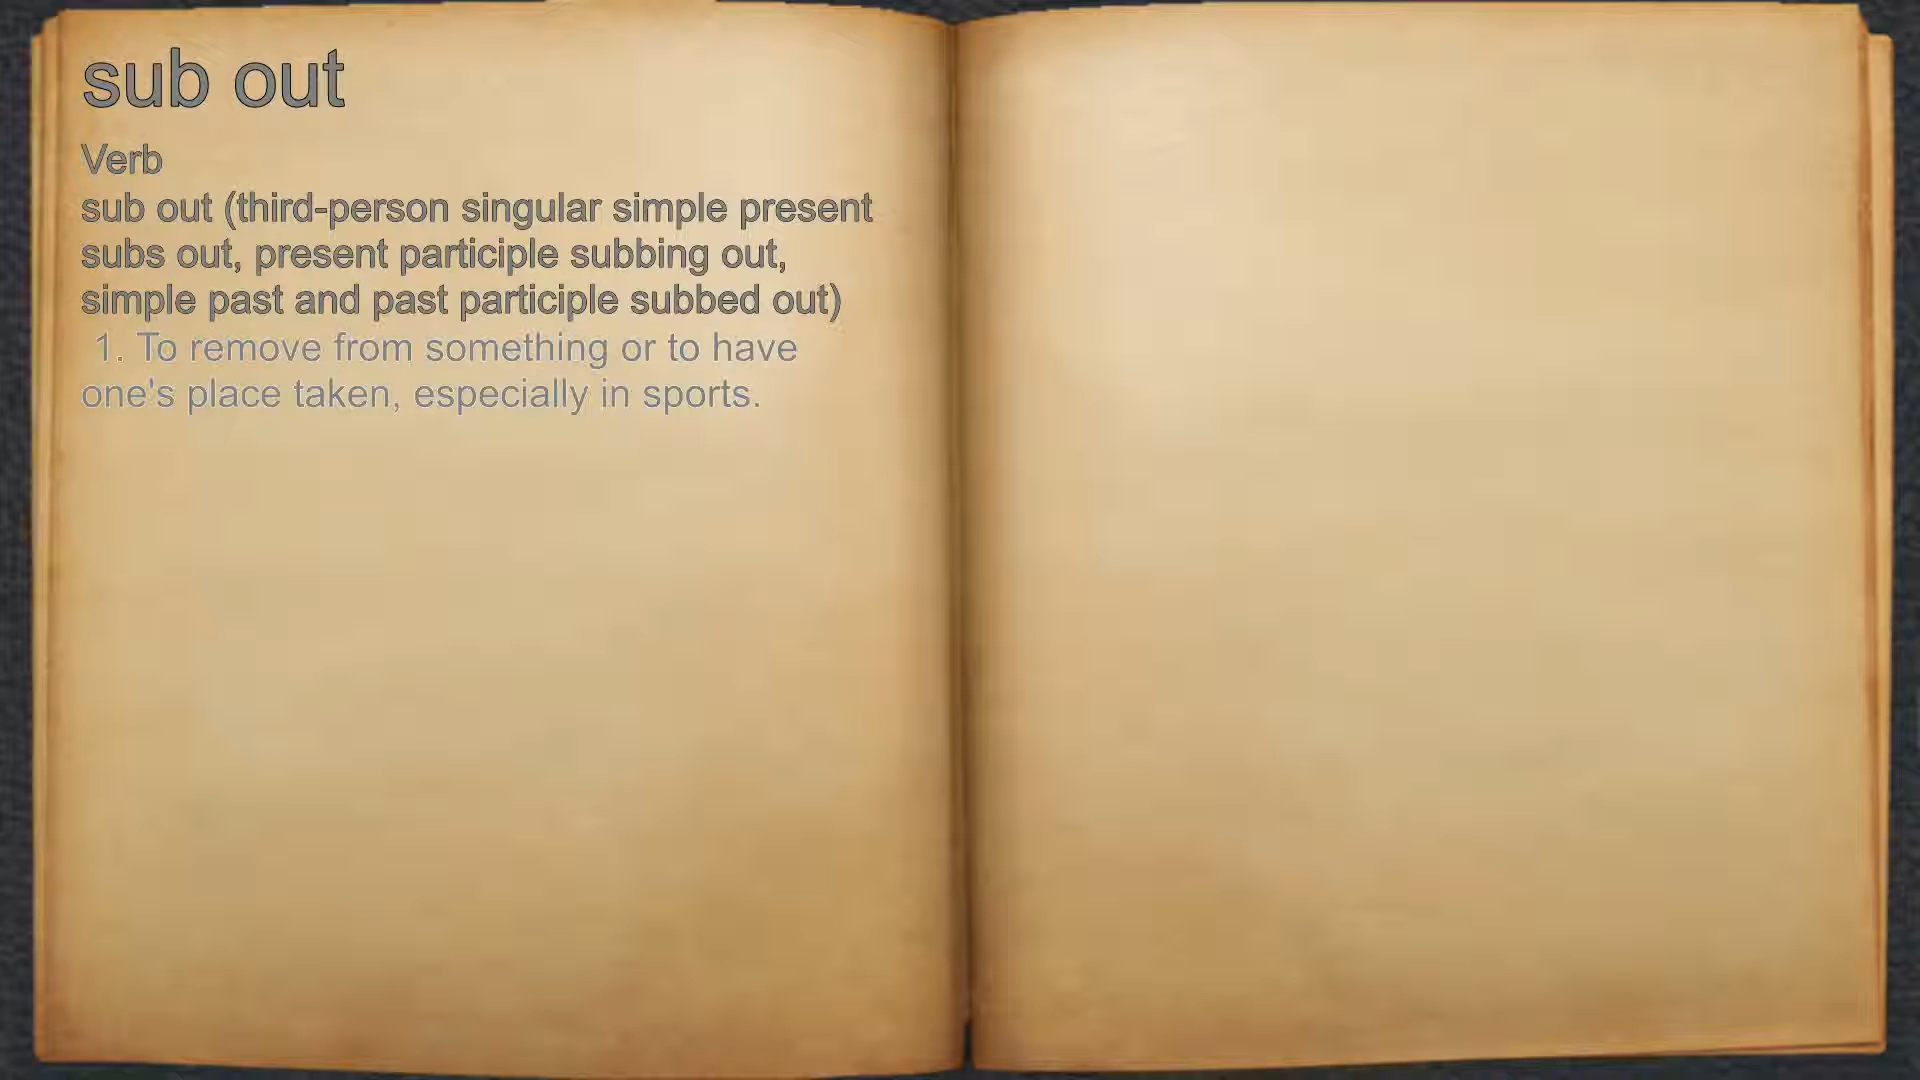 sub out
Verb
sub out (third-person singular simple present
subs out, present participle subbing out,
simple past and past participle subbed out)
1. To remove from something or to have
one's place taken, especially in sports.